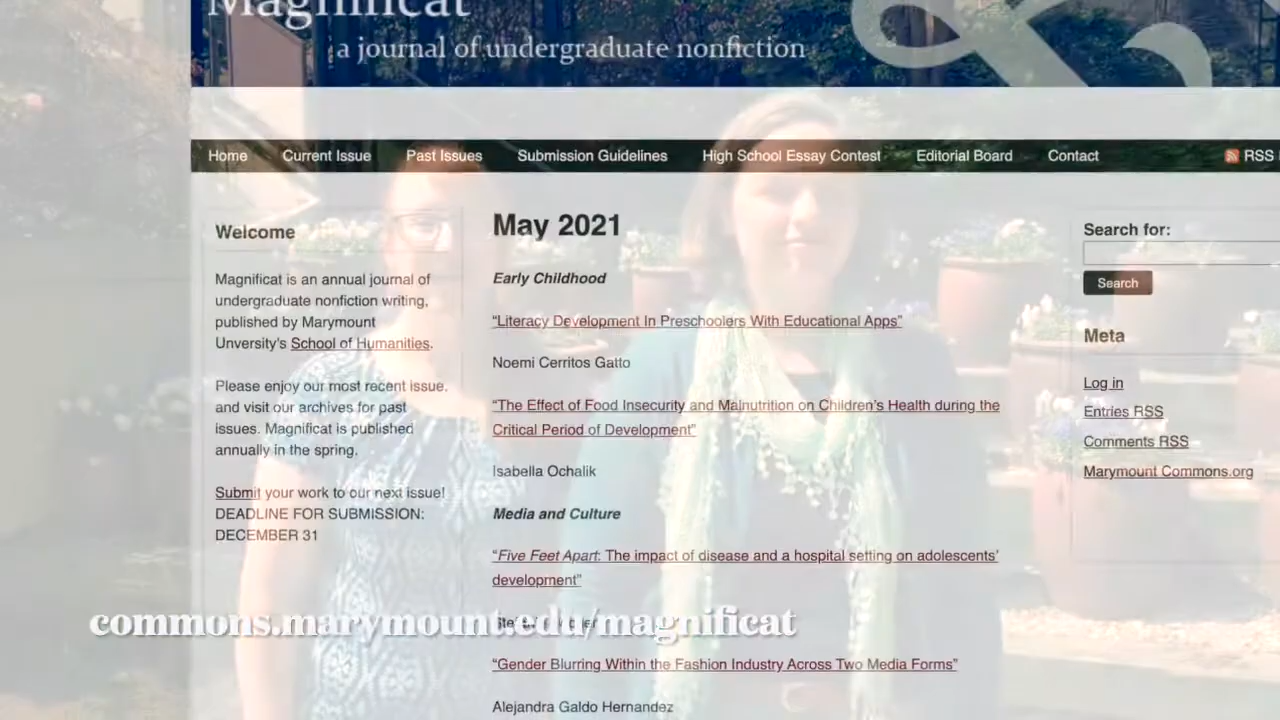 Magnificat
a journal of undergraduate nonfiction
Home Current Issue Past Issues Submission Guidelines High School Essay Contest Editorial Board Contact RSS
Welcome
Magnificat is an annual journal of
undergraduate nonfiction writing,
published by Marymount
Unversity's School of Humanities.
Please enjoy our most recent issue.
and visit our archives for past
issues. Magnificat is published
annually in the spring.
Submit your work to our next issue!
DEADLINE FOR SUBMISSION:
DECEMBER 31
May 2021
Early Childhood
“Literacy Development In Preschoolers With Educational Apps”
Noemi Cerritos Gatto
“The Effect of Food Insecurity and Malnutrition on Children’s Health during the
Critical Period of Development”
Isabella Ochalik
Media and Culture
“Five Feet Apart: The impact of disease and a hospital setting on adolescents’
development”
“Gender Blurring Within the Fashion Industry Across Two Media Forms”
Alejandra Galdo Hernandez
Search for:
Search
Meta
Log in
Entries RSS
Comments RSS
Marymount Commons.org
commons.marymount.edu/magnificat